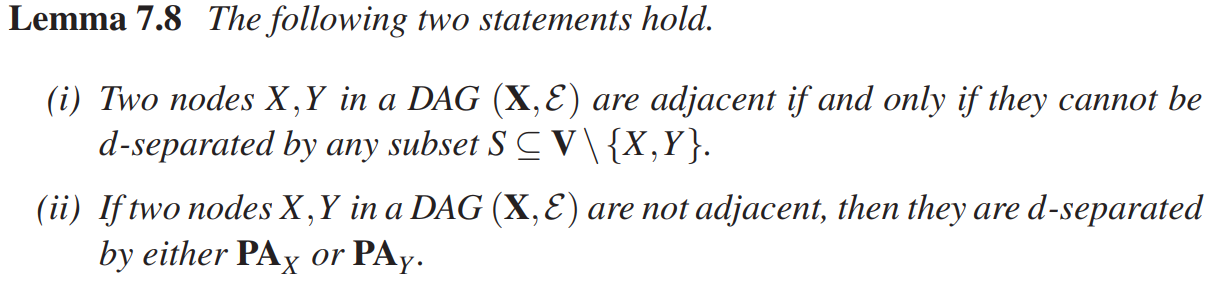 Lemma 7.8 The following two statements hold.
(i) Two nodes X,Y in a DAG (X,ℰ) are adjacent if and only if they cannot be
d-separated by any subset S ⊆ V \ {X,Y}.
(ii) If two nodes X,Y in a DAG (X,ℰ) are not adjacent, then they are d-separated
by either PA_X or PA_Y.